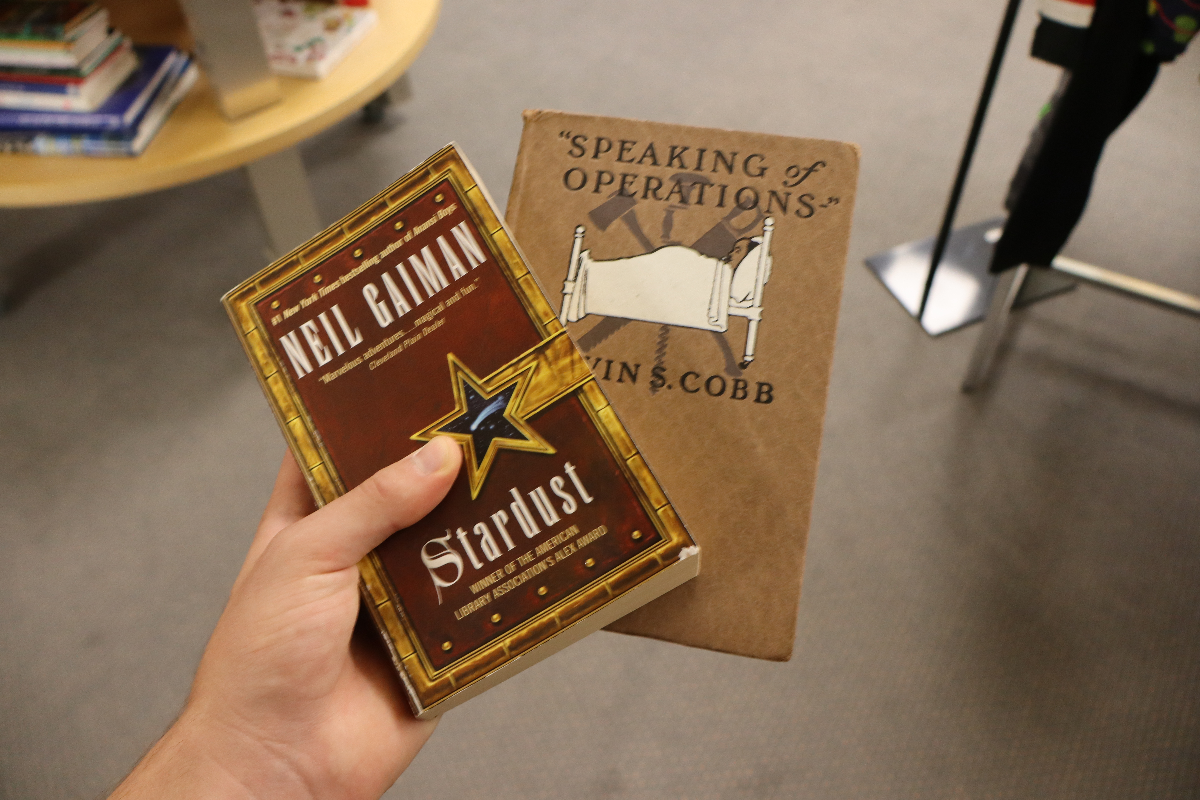 #1 New York Times bestselling author of Anansi Boys
NEIL GAIMAN
"Marvelous adventures....magical and fun."
Cleveland Plain Dealer
Stardust
WINNER OF THE AMERICAN
LIBRARY ASSOCIATION'S ALEX AWARD
"SPEAKING of
OPERATIONS-"
VIN S. COBB